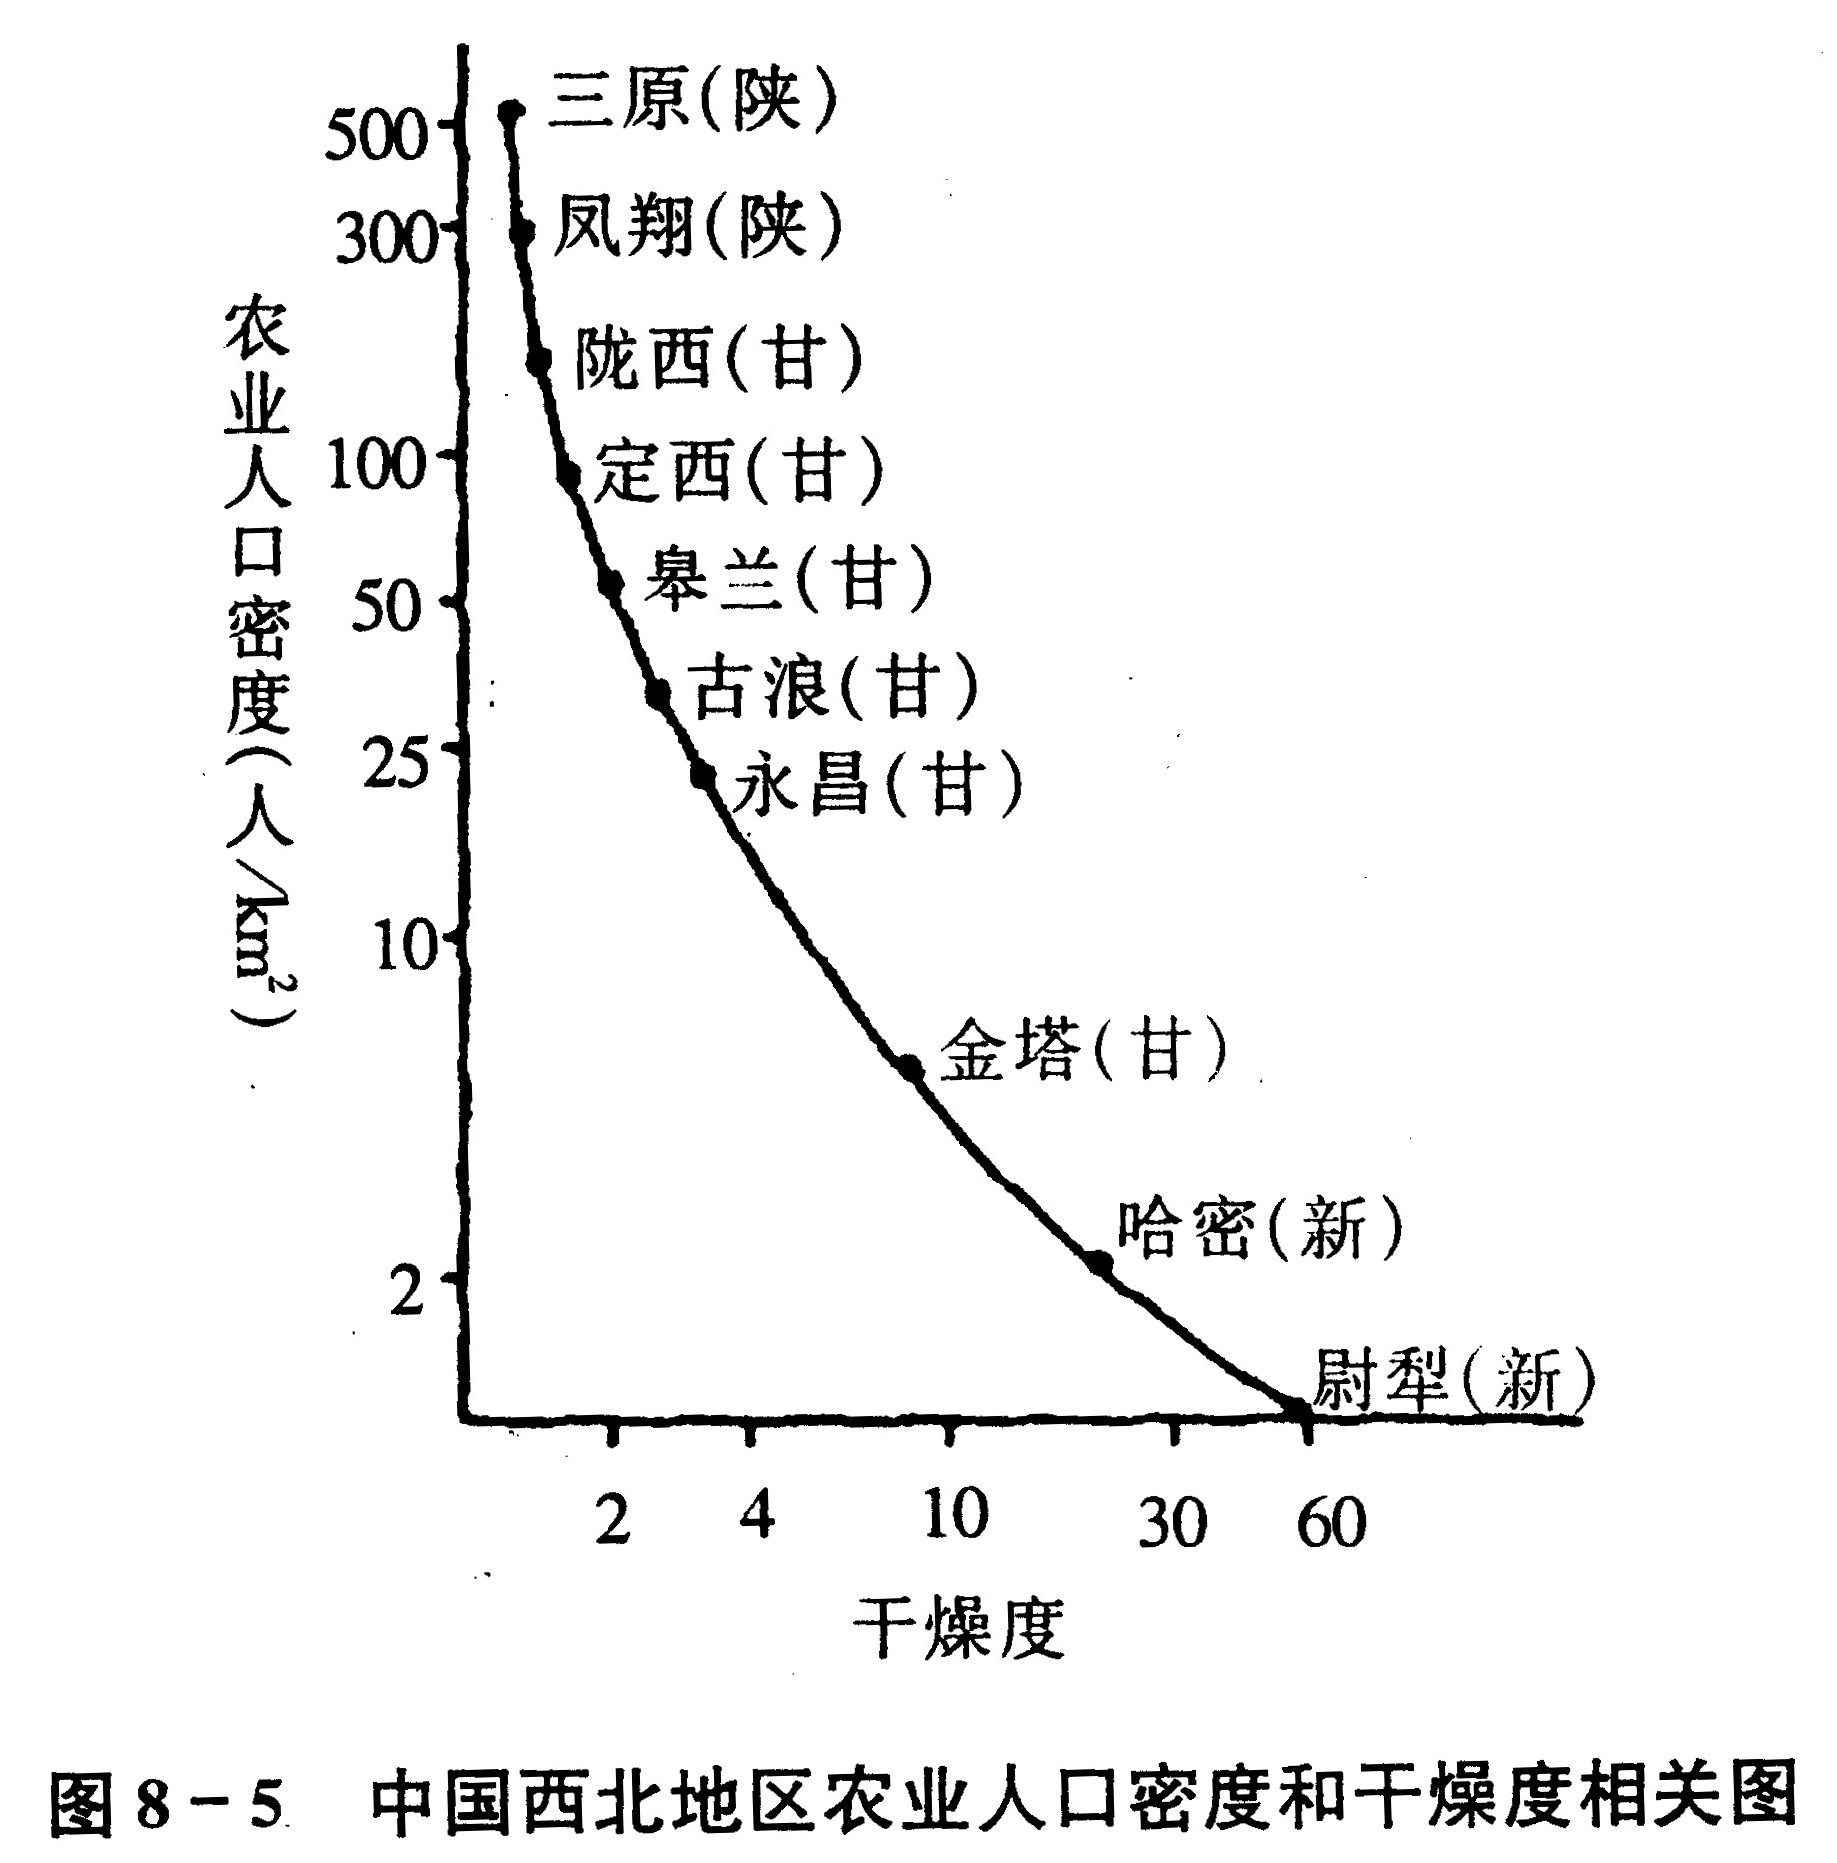 三原(陕)
500
凤翔(陕)
300
陇西(甘)
定西(甘)
100
皋兰(甘)
50
古浪(甘)
25
永昌(甘)
10
金塔(甘)
哈密(新)
2
尉犁(新)
农业人口密度(人/km²)
2 4 10 30 60
干燥度
图8-5 中国西北地区农业人口密度和干燥度相关图